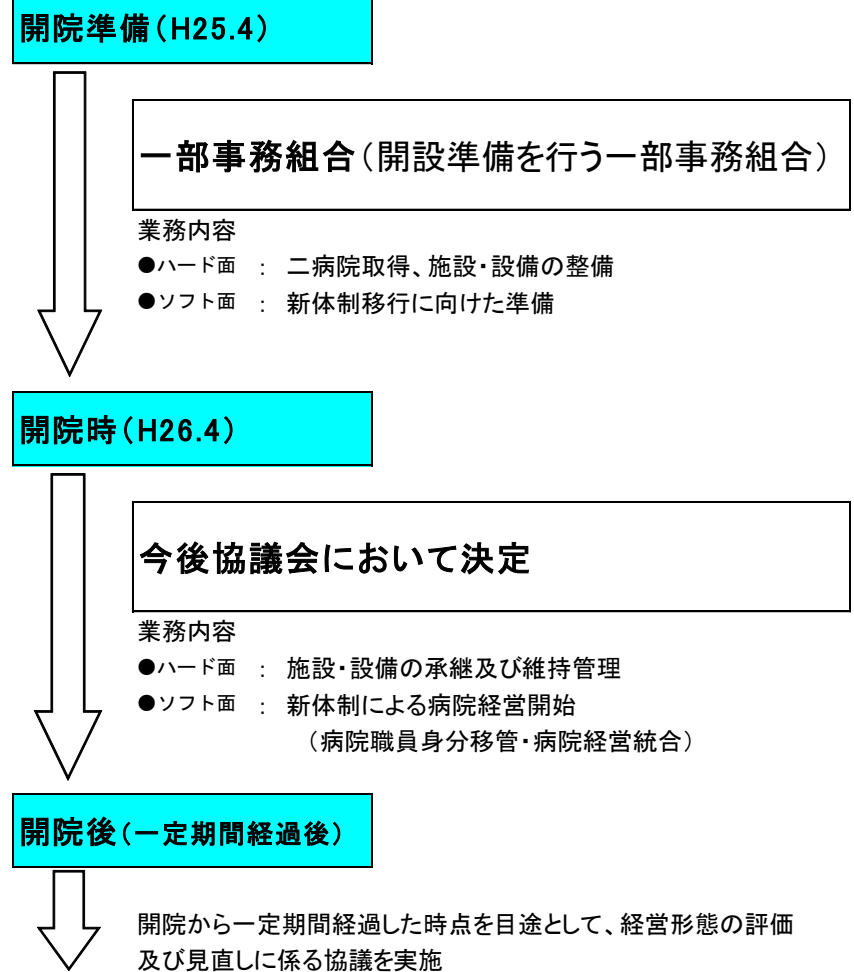 開院準備（H25.4）
一部事務組合（開設準備を行う一部事務組合）
業務内容
●ハード面　：　二病院取得、施設・設備の整備
●ソフト面　：　新体制移行に向けた準備
開院時（H26.4）
今後協議会において決定
業務内容
●ハード面　：　施設・設備の承継及び維持管理
●ソフト面　：　新体制による病院経営開始
（病院職員身分移管・病院経営統合）
開院後（一定期間経過後）
開院から一定期間経過した時点を目途として、経営形態の評価
及び見直しに係る協議を実施